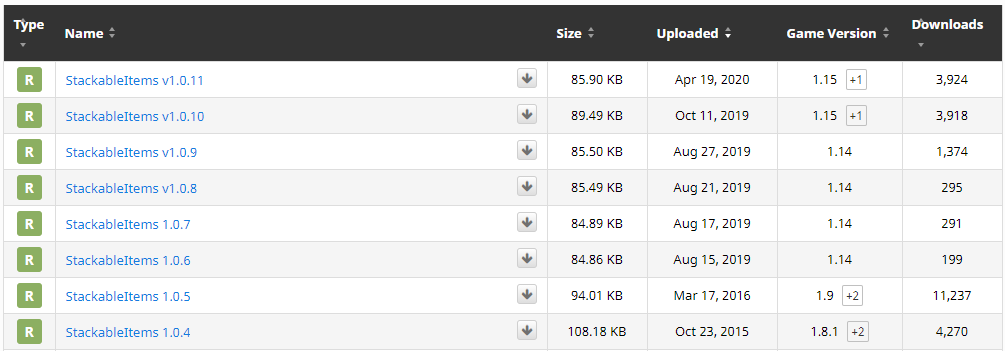 Type Name Size Uploaded Game Version Downloads
R StackableItems v1.0.11 85.90 KB Apr 19, 2020 1.15 +1 3,924
R StackableItems v1.0.10 89.49 KB Oct 11, 2019 1.15 +1 3,918
R StackableItems v1.0.9 85.50 KB Aug 27, 2019 1.14 1,374
R StackableItems v1.0.8 85.49 KB Aug 21, 2019 1.14 295
R StackableItems 1.0.7 84.89 KB Aug 17, 2019 1.14 291
R StackableItems 1.0.6 84.86 KB Aug 15, 2019 1.14 199
R StackableItems 1.0.5 94.01 KB Mar 17, 2016 1.9 +2 11,237
R StackableItems 1.0.4 108.18 KB Oct 23, 2015 1.8.1 +2 4,270